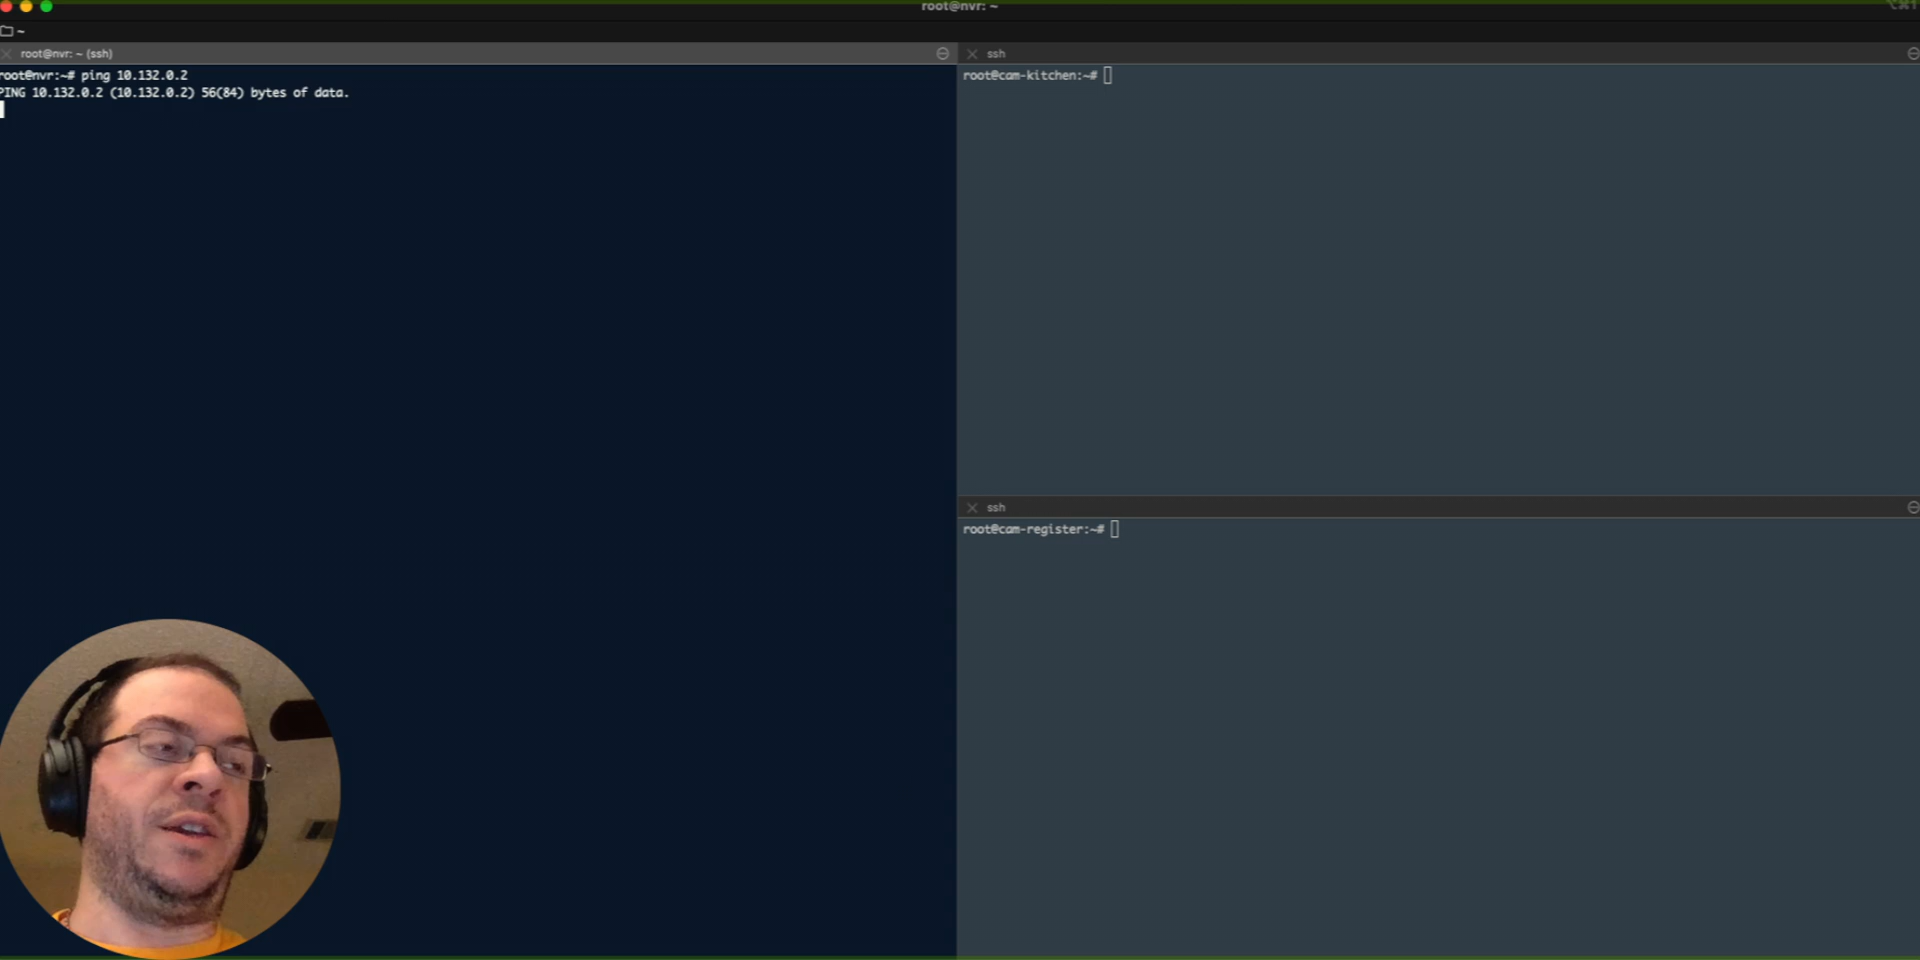 root@nvr: ~
~
root@nvr: ~ (ssh)
root@nvr:~# ping 10.132.0.2
PING 10.132.0.2 (10.132.0.2) 56(84) bytes of data.
ssh
root@cam-kitchen:~#
ssh
root@cam-register:~#